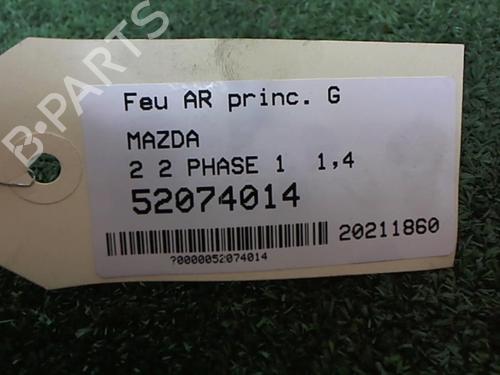 B-PARTS
Feu AR princ. G
MAZDA
2 2 PHASE 1 1,4
52074014
20211860
?0000052074014